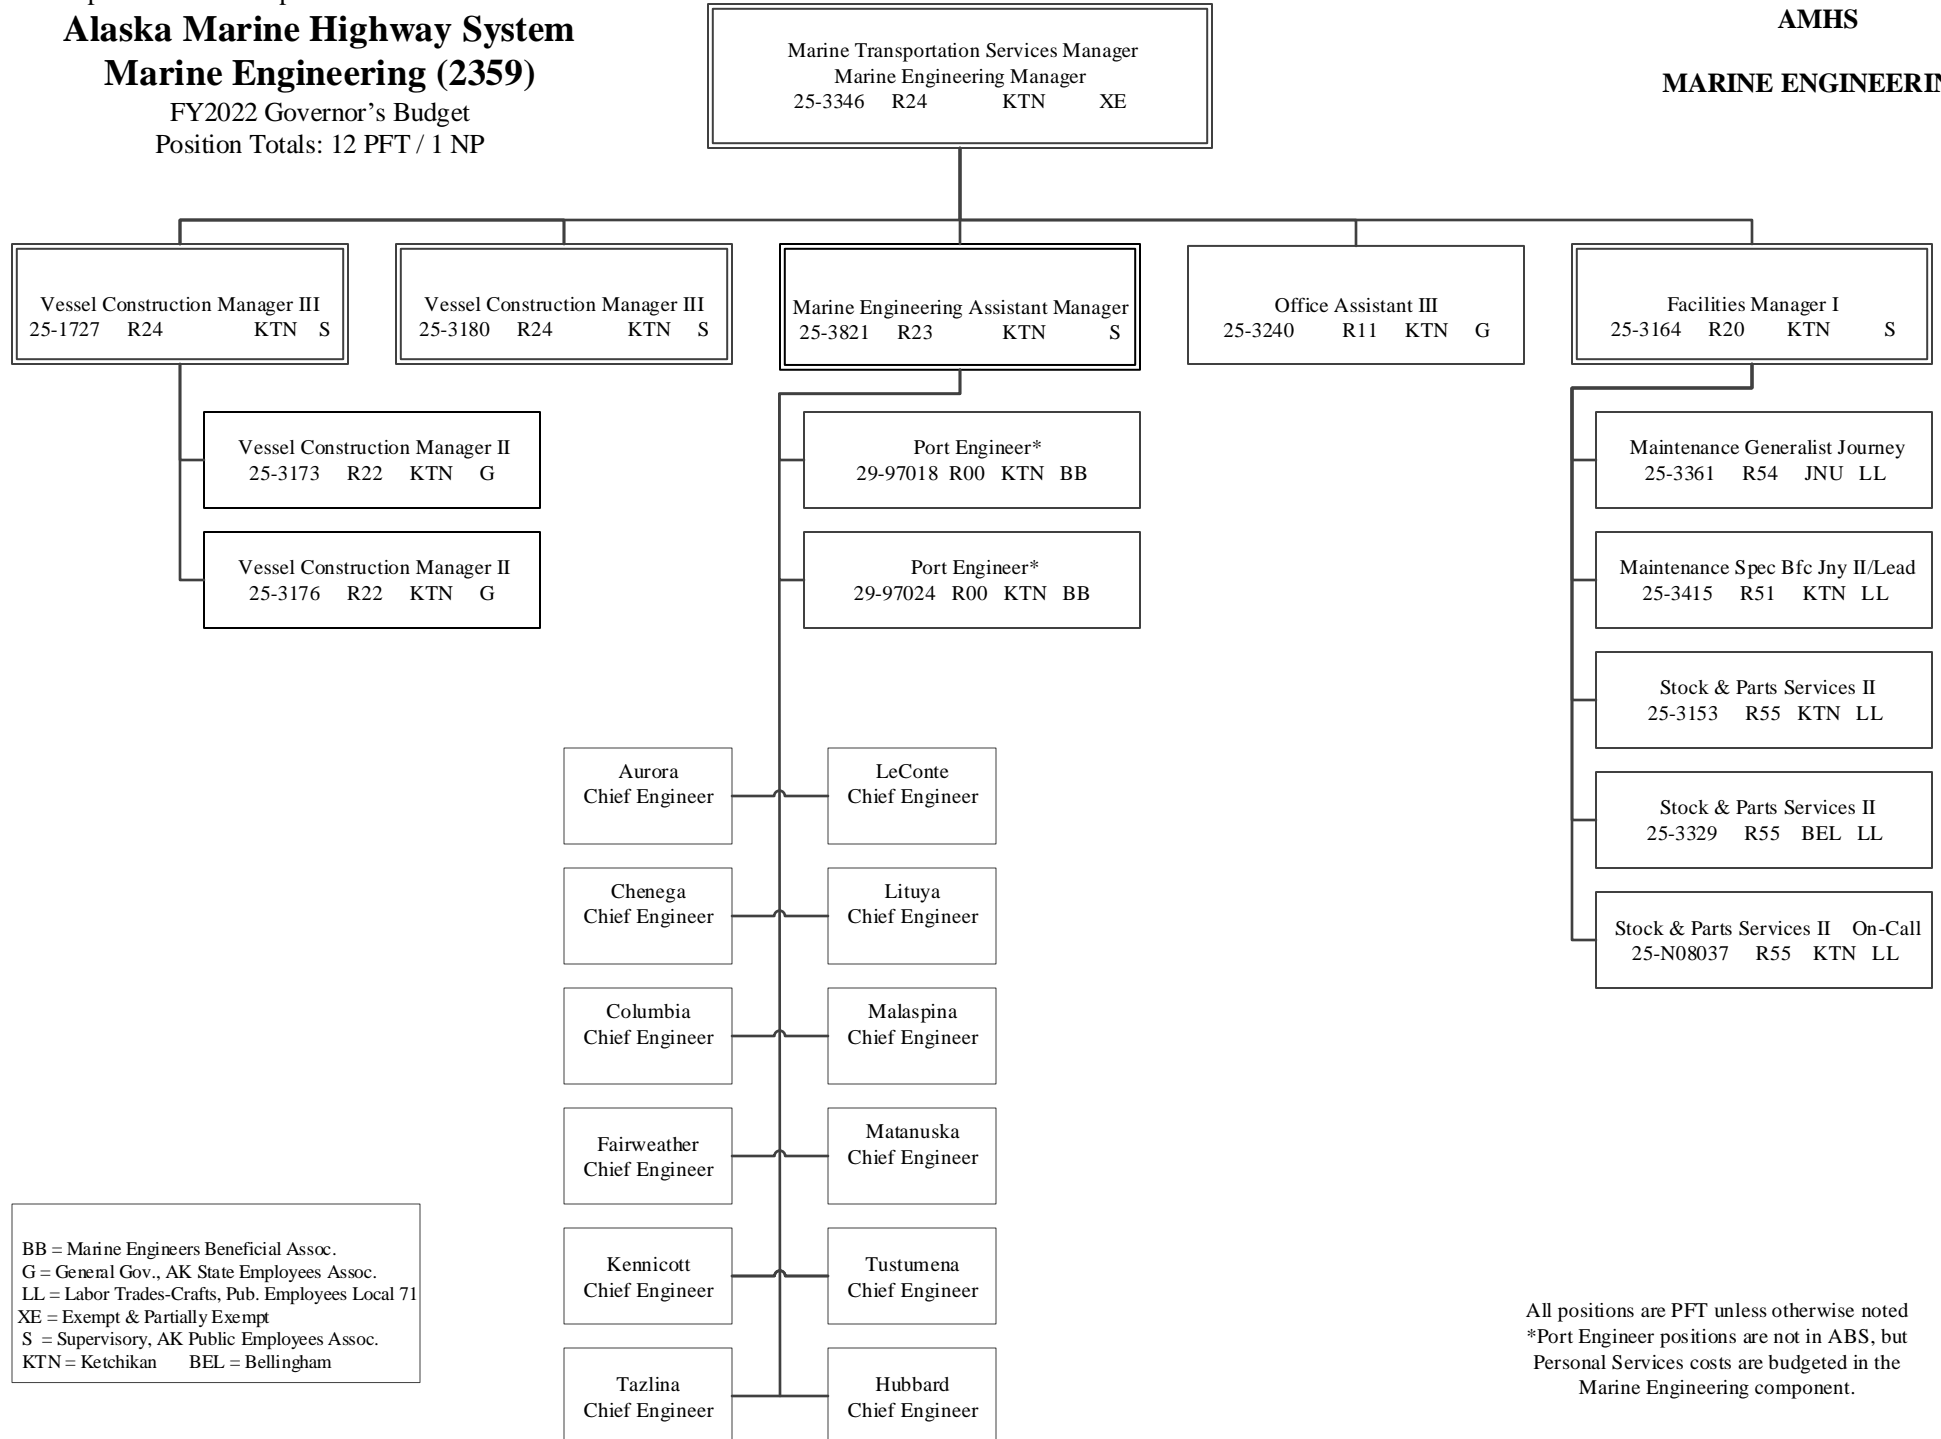 Alaska Marine Highway System
Marine Engineering (2359)
FY2022 Governor's Budget
Position Totals: 12 PFT / 1 NP
AMHS
Marine Transportation Services Manager
Marine Engineering Manager
25-3346 R24 KTN XE
Vessel Construction Manager III
25-1727 R24 KTN S
Vessel Construction Manager III
25-3180 R24 KTN S
Marine Engineering Assistant Manager
25-3821 R23 KTN S
Office Assistant III
25-3240 R11 KTN G
Facilities Manager I
25-3164 R20 KTN S
Vessel Construction Manager II
25-3173 R22 KTN G
Vessel Construction Manager II
25-3176 R22 KTN G
Port Engineer*
29-97018 R00 KTN BB
Port Engineer*
29-97024 R00 KTN BB
Maintenance Generalist Journey
25-3361 R54 JNU LL
Maintenance Spec Bfc Jny II/Lead
25-3415 R51 KTN LL
Stock & Parts Services II
25-3153 R55 KTN LL
Stock & Parts Services II
25-3329 R55 BEL LL
Stock & Parts Services II On-Call
25-N08037 R55 KTN LL
Aurora
Chief Engineer
LeConte
Chief Engineer
Chenega
Chief Engineer
Lituya
Chief Engineer
Columbia
Chief Engineer
Malaspina
Chief Engineer
Fairweather
Chief Engineer
Matanuska
Chief Engineer
Kennicott
Chief Engineer
Tustumena
Chief Engineer
Tazlina
Chief Engineer
Hubbard
Chief Engineer
BB = Marine Engineers Beneficial Assoc.
G = General Gov., AK State Employees Assoc.
LL = Labor Trades-Crafts, Pub. Employees Local 71
XE = Exempt & Partially Exempt
S = Supervisory, AK Public Employees Assoc.
KTN = Ketchikan BEL = Bellingham
All positions are PFT unless otherwise noted
*Port Engineer positions are not in ABS, but
Personal Services costs are budgeted in the
Marine Engineering component.
MARINE